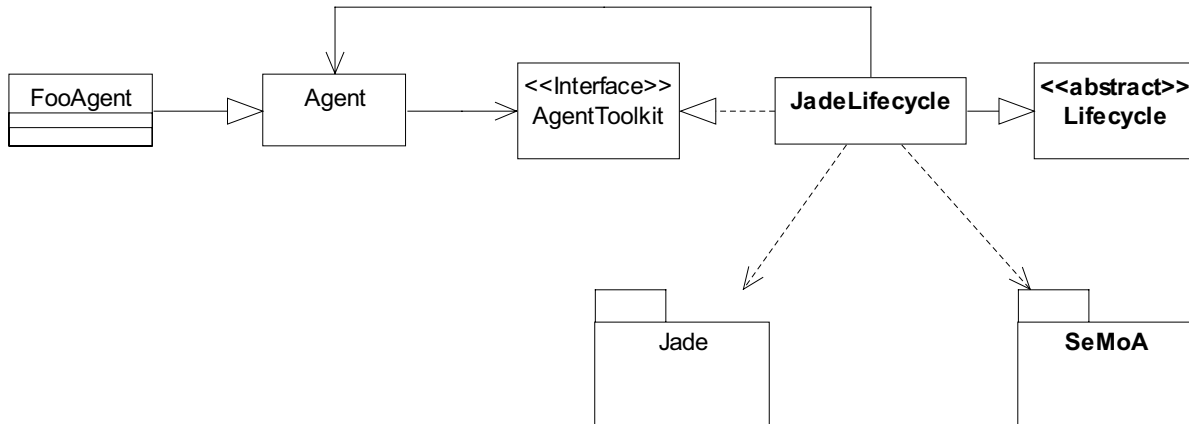 FooAgent
Agent
<<Interface>>
AgentToolkit
JadeLifecycle
<<abstract>>
Lifecycle
Jade
SeMoA